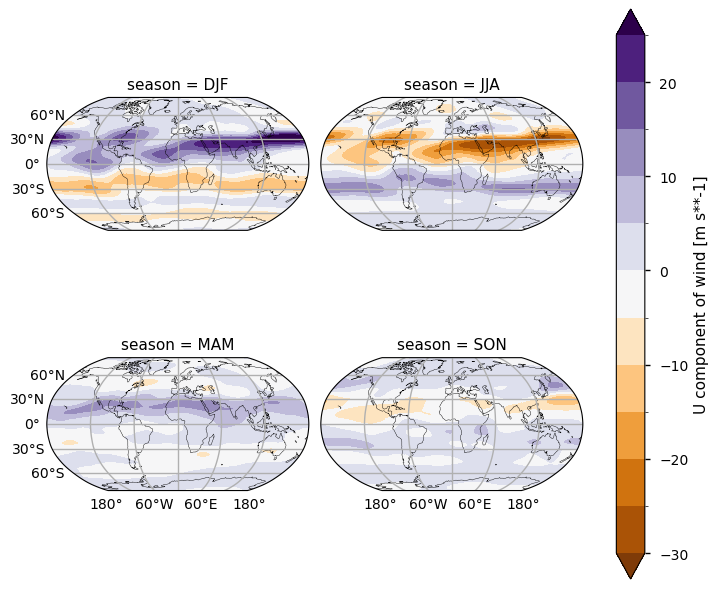 season = DJF
season = JJA
60°N
30°N
0°
30°S
60°S
season = MAM
season = SON
60°N
30°N
0°
30°S
60°S
180° 60°W 60°E 180°
180° 60°W 60°E 180°
20
10
0
−10
−20
−30
U component of wind [m s**-1]